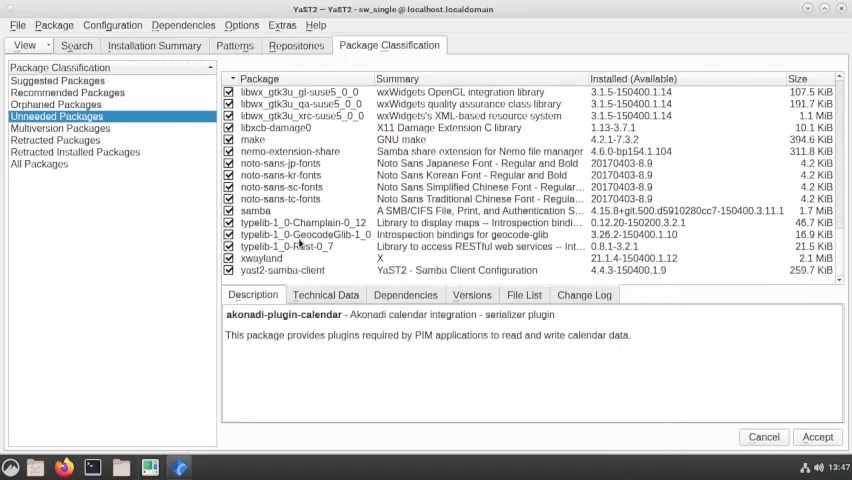 YaST2 — YaST2 - sw_single @ localhost.localdomain
File Package Configuration Dependencies Options Extras Help
View Search Installation Summary Patterns Repositories Package Classification
Package Classification
Suggested Packages
Recommended Packages
Orphaned Packages
Unneeded Packages
Multiversion Packages
Retracted Packages
Retracted Installed Packages
All Packages
Package Summary Installed (Available) Size
libwx_gtk3u_gl-suse5_0_0 wxWidgets OpenGL integration library 3.1.5-150400.1.14 107.5 KiB
libwx_gtk3u_qa-suse5_0_0 wxWidgets quality assurance class library 3.1.5-150400.1.14 191.7 KiB
libwx_gtk3u_xrc-suse5_0_0 wxWidgets's XML-based resource system 3.1.5-150400.1.14 1.1 MiB
libxcb-damage0 X11 Damage Extension C library 1.13-3.7.1 10.1 KiB
make GNU make 4.2.1-7.3.2 394.6 KiB
nemo-extension-share Samba share extension for Nemo file manager 4.6.0-bp154.1.104 311.8 KiB
noto-sans-jp-fonts Noto Sans Japanese Font - Regular and Bold 20170403-8.9 4.2 KiB
noto-sans-kr-fonts Noto Sans Korean Font - Regular and Bold 20170403-8.9 4.2 KiB
noto-sans-sc-fonts Noto Sans Simplified Chinese Font - Regular... 20170403-8.9 4.2 KiB
noto-sans-tc-fonts Noto Sans Traditional Chinese Font - Regular... 20170403-8.9 4.2 KiB
samba A SMB/CIFS File, Print, and Authentication S... 4.15.8+git.500.d5910280cc7-150400.3.11.1 1.7 MiB
typelib-1_0-Champlain-0_12 Library to display maps -- Introspection bindi... 0.12.20-150200.3.2.1 46.7 KiB
typelib-1_0-GeocodeGlib-1_0 Introspection bindings for geocode-glib 3.26.2-150400.1.10 16.9 KiB
typelib-1_0-Rest-0_7 Library to access RESTful web services -- Int... 0.8.1-3.2.1 21.5 KiB
xwayland X 21.1.4-150400.1.12 2.1 MiB
yast2-samba-client YaST2 - Samba Client Configuration 4.4.3-150400.1.9 259.7 KiB
Description Technical Data Dependencies Versions File List Change Log
akonadi-plugin-calendar - Akonadi calendar integration - serializer plugin
This package provides plugins required by PIM applications to read and write calendar data.
Cancel Accept
13:47